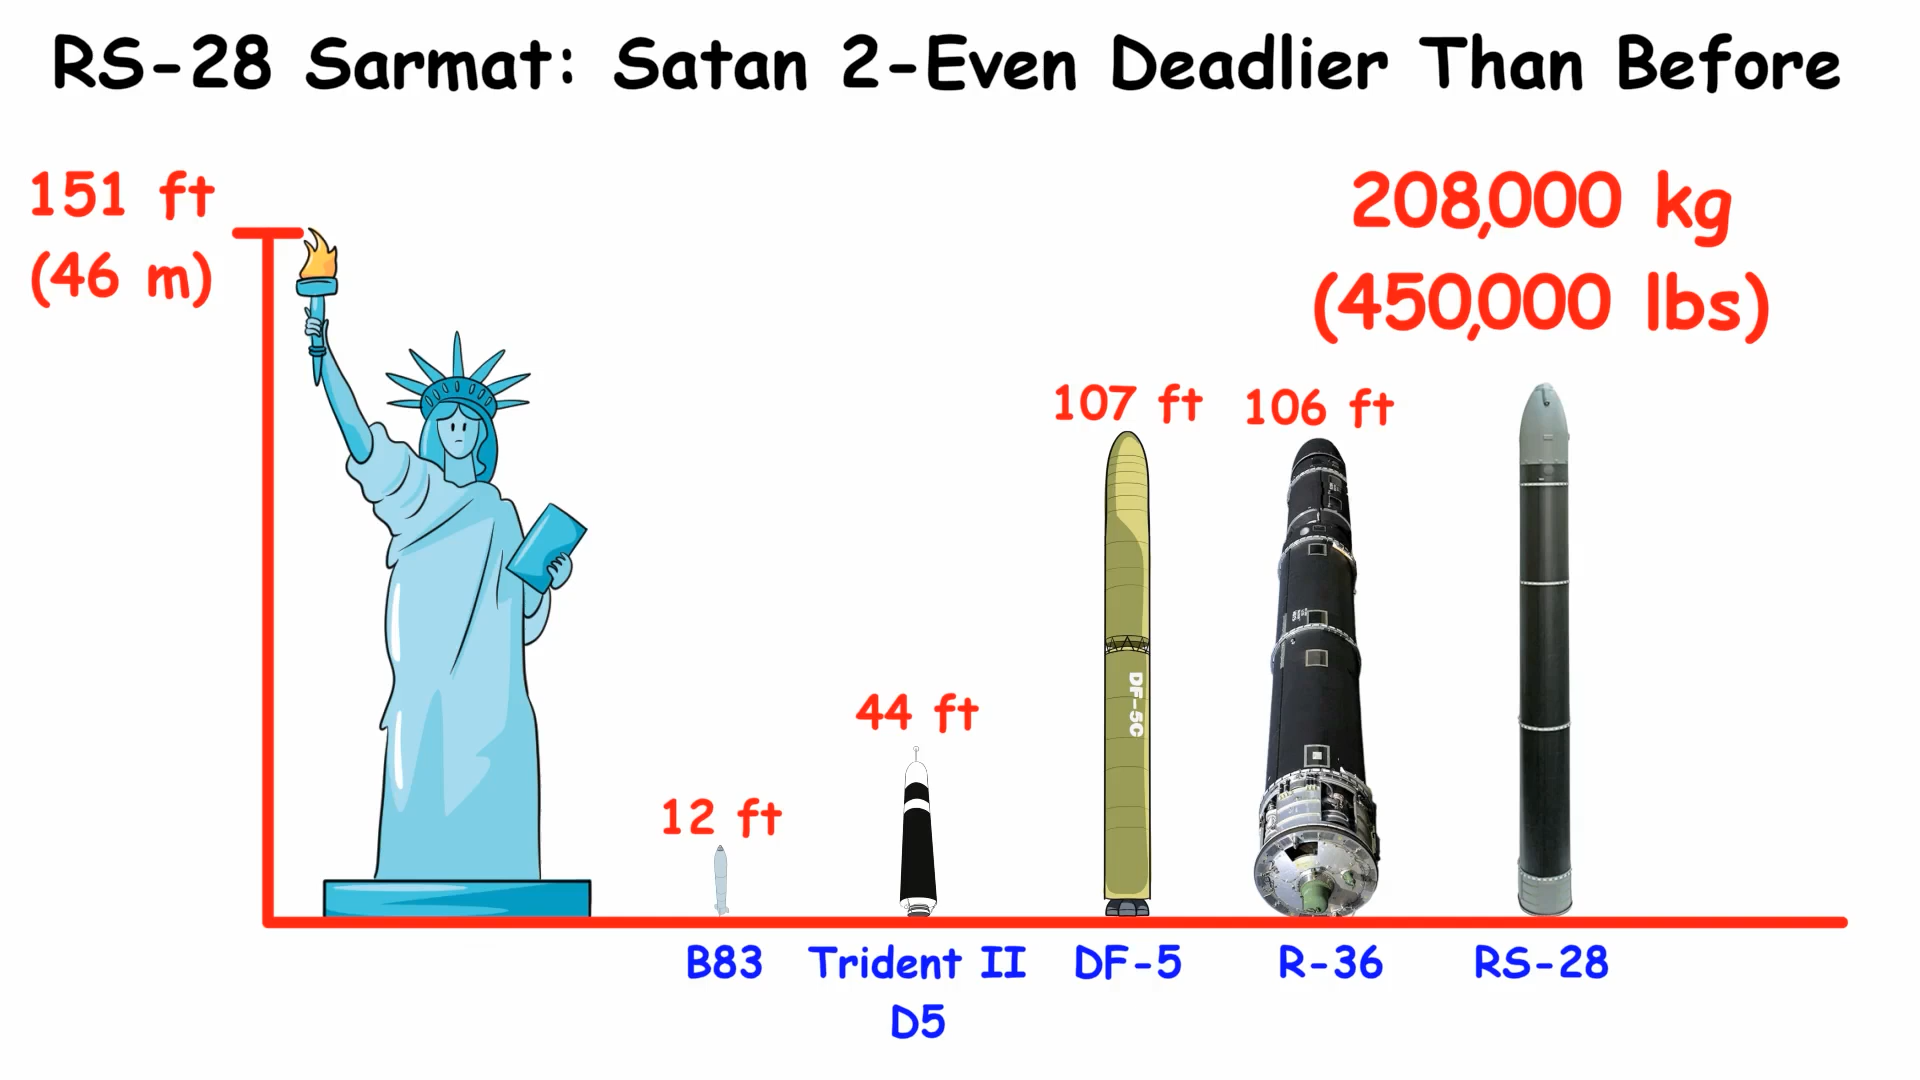 RS-28 Sarmat: Satan 2-Even Deadlier Than Before
151 ft
(46 m)
208,000 kg
(450,000 lbs)
107 ft
106 ft
44 ft
12 ft
DF-5C
B83
Trident II
D5
DF-5
R-36
RS-28